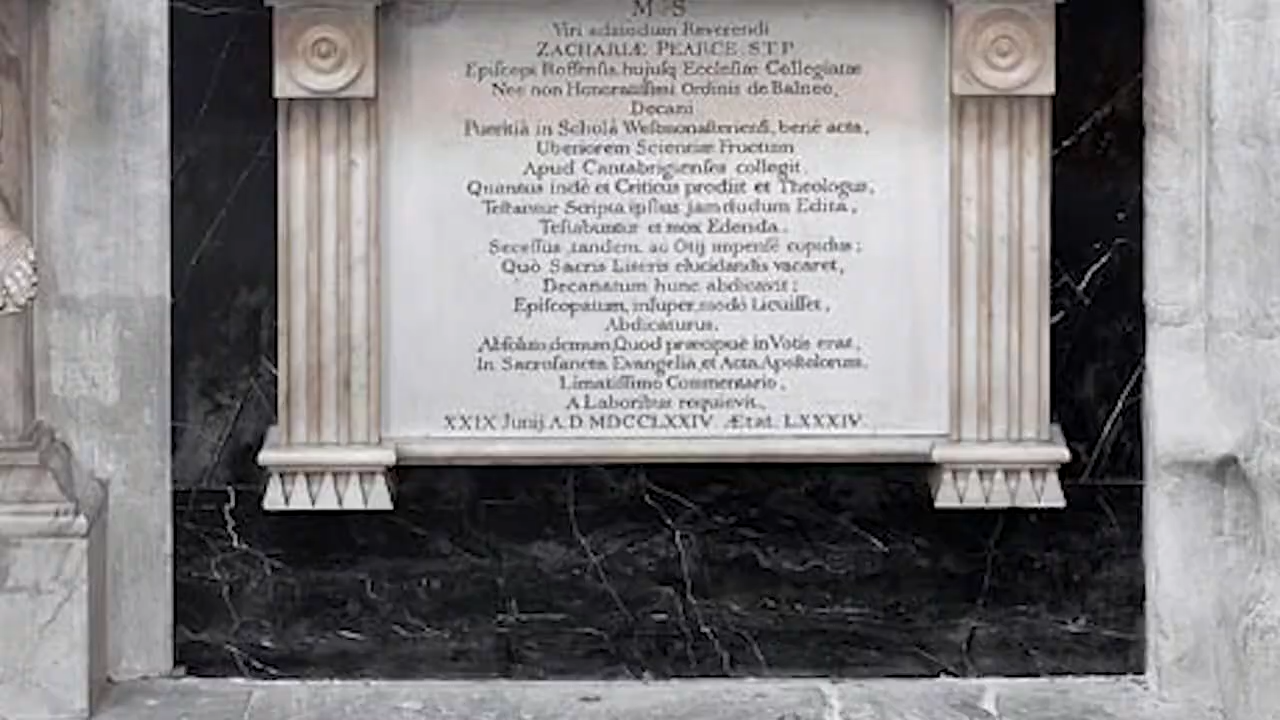 M S
Viri admodum Reverendi
ZACHARIÆ PEARCE S.T.P.
Epiſcopi Roffenſis, hujuſq Eccleſiæ Collegiatæ
Nec non Honoratiſſimi Ordinis de Balneo,
Decani
Pueritiâ in Scholâ Weſtmonaſterienſi, benè acta,
Uberiorem Scientiæ Fructum
Apud Cantabrigienſes collegit.
Quantus indè et Criticus prodiit et Theologus,
Teſtantur Scripta ipſius jamdudum Edita,
Teſtabuntur et mox Edenda.
Seceſſus tandem, ac Otij impensè cupidus;
Quò Sacris Literis elucidandis vacaret,
Decanatum hunc abdicavit;
Epiſcopatum, inſuper, modo Licuiſſet,
Abdicaturus.
Abſoluto demum, Quod præcipuè in Votis erat,
In Sacroſancta Evangelia, et Acta Apoſtolorum,
Limatiſſimo Commentario,
A Laboribus requievit,
XXIX Junij A.D. MDCCLXXIV. Ætat. LXXXIV.